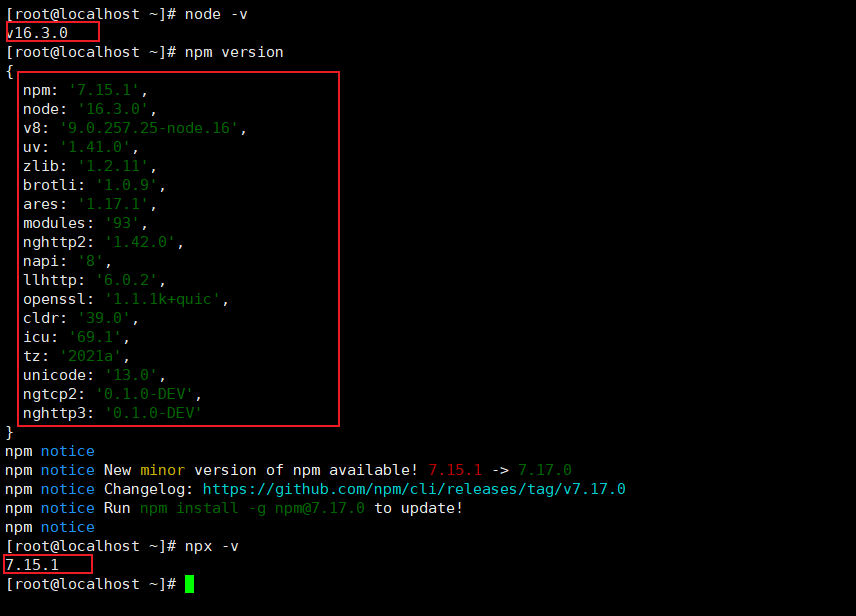 [root@localhost ~]# node -v
v16.3.0
[root@localhost ~]# npm version
{
  npm: '7.15.1',
  node: '16.3.0',
  v8: '9.0.257.25-node.16',
  uv: '1.41.0',
  zlib: '1.2.11',
  brotli: '1.0.9',
  ares: '1.17.1',
  modules: '93',
  nghttp2: '1.42.0',
  napi: '8',
  llhttp: '6.0.2',
  openssl: '1.1.1k+quic',
  cldr: '39.0',
  icu: '69.1',
  tz: '2021a',
  unicode: '13.0',
  ngtcp2: '0.1.0-DEV',
  nghttp3: '0.1.0-DEV'
}
npm notice
npm notice New minor version of npm available! 7.15.1 -> 7.17.0
npm notice Changelog: https://github.com/npm/cli/releases/tag/v7.17.0
npm notice Run npm install -g npm@7.17.0 to update!
npm notice
[root@localhost ~]# npx -v
7.15.1
[root@localhost ~]#